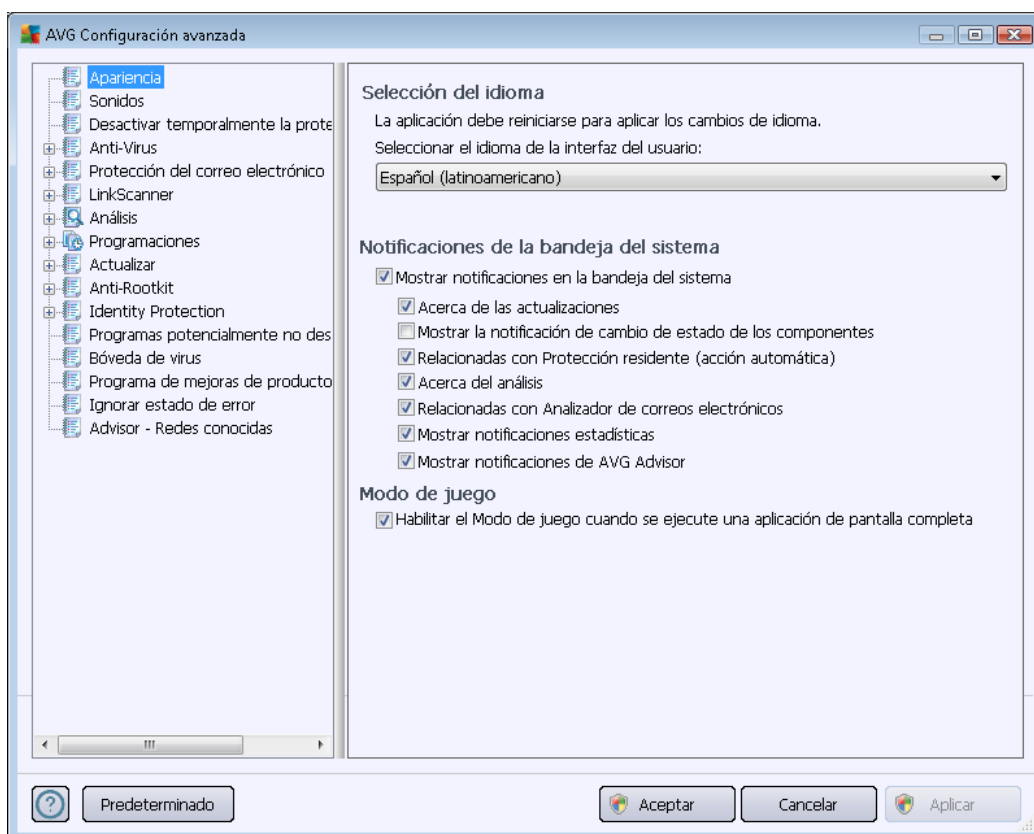 AVG Configuración avanzada
Apariencia
Sonidos
Desactivar temporalmente la prote
Anti-Virus
Protección del correo electrónico
LinkScanner
Análisis
Programaciones
Actualizar
Anti-Rootkit
Identity Protection
Programas potencialmente no des
Bóveda de virus
Programa de mejoras de producto
Ignorar estado de error
Advisor - Redes conocidas
Selección del idioma
La aplicación debe reiniciarse para aplicar los cambios de idioma.
Seleccionar el idioma de la interfaz del usuario:
Español (latinoamericano)
Notificaciones de la bandeja del sistema
Mostrar notificaciones en la bandeja del sistema
Acerca de las actualizaciones
Mostrar la notificación de cambio de estado de los componentes
Relacionadas con Protección residente (acción automática)
Acerca del análisis
Relacionadas con Analizador de correos electrónicos
Mostrar notificaciones estadísticas
Mostrar notificaciones de AVG Advisor
Modo de juego
Habilitar el Modo de juego cuando se ejecute una aplicación de pantalla completa
Predeterminado
Aceptar
Cancelar
Aplicar